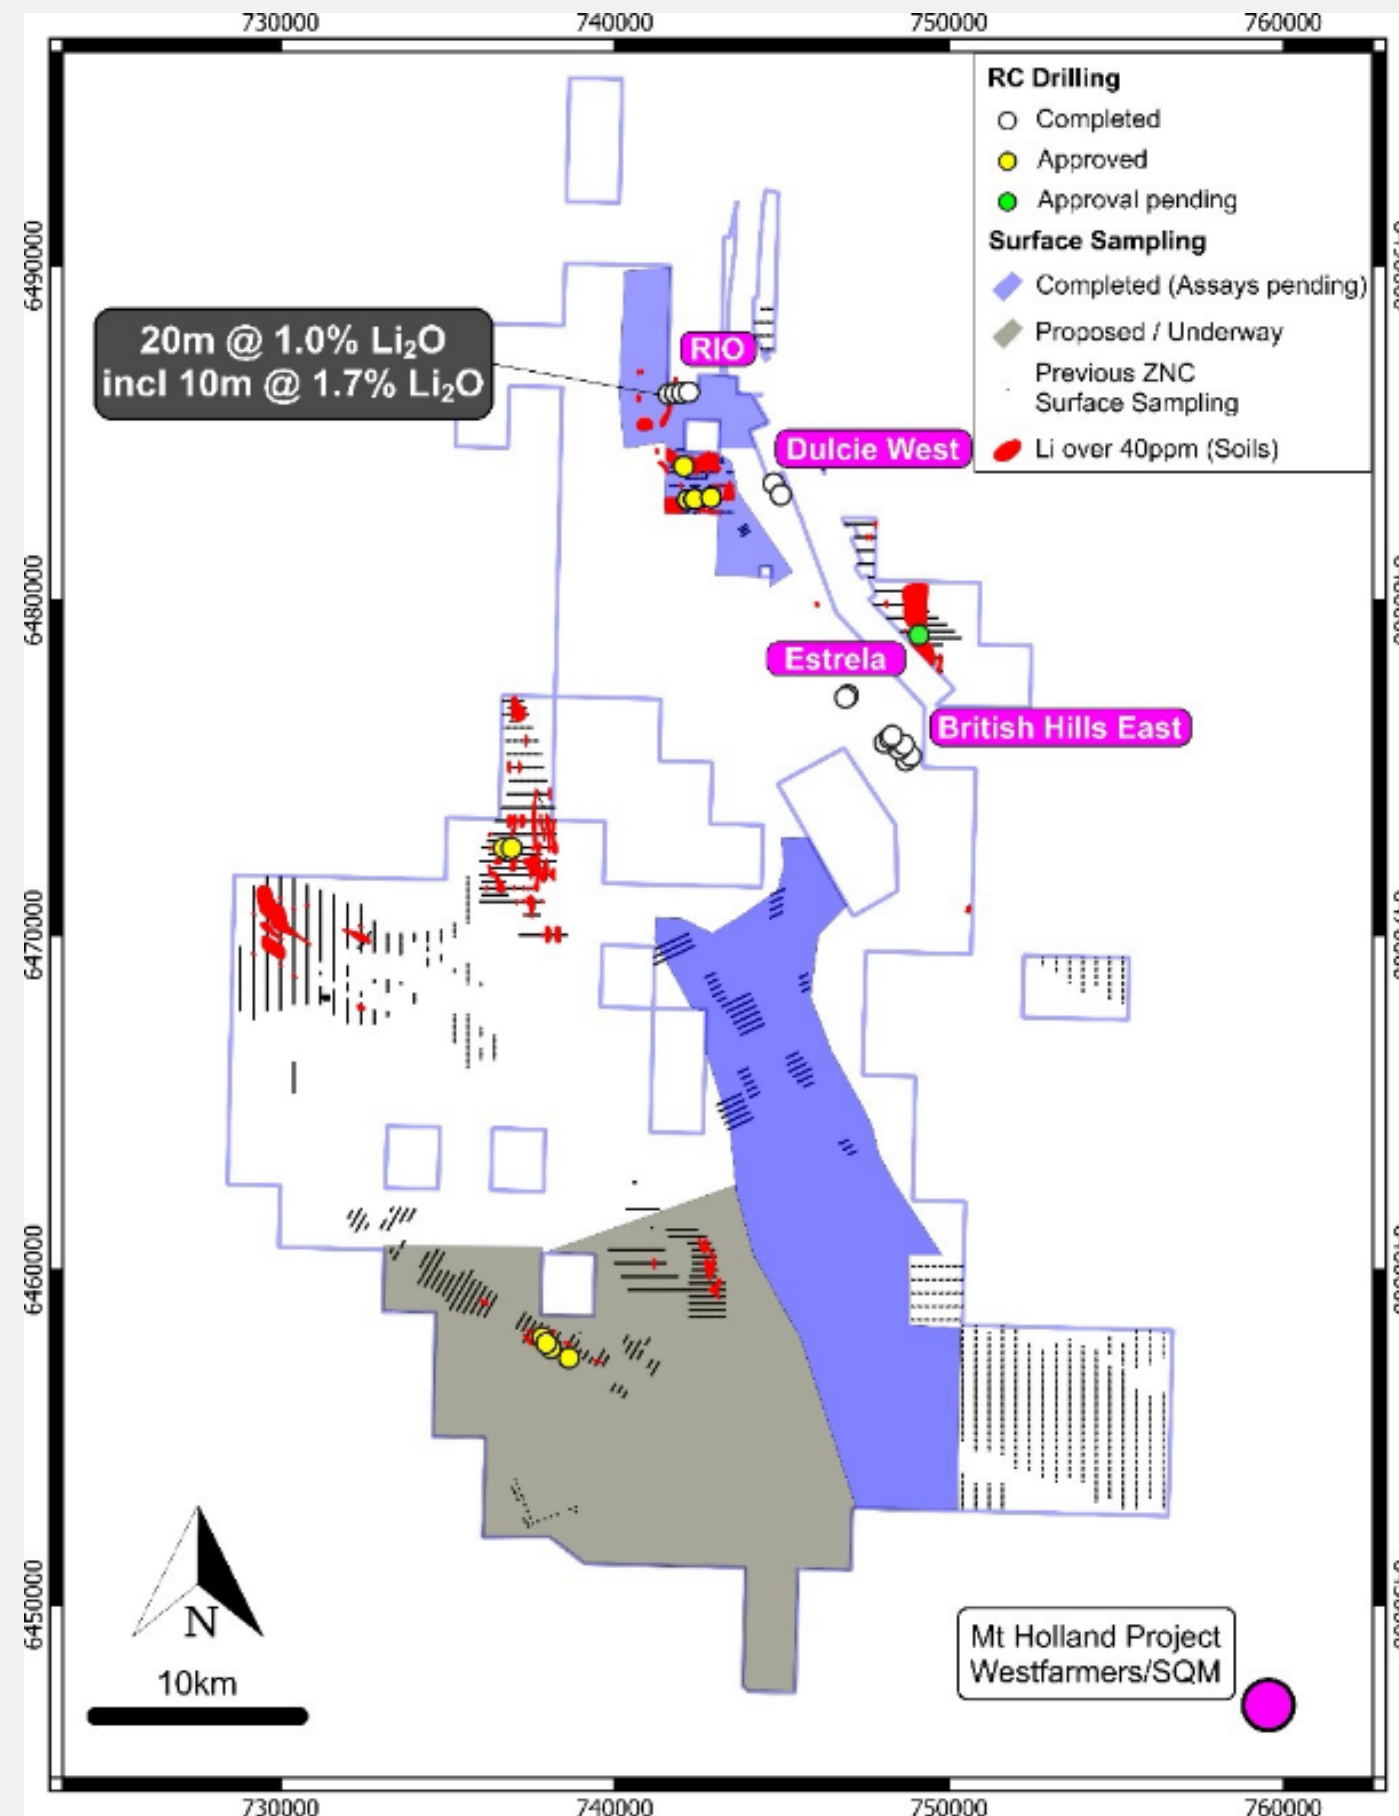 730000
740000
750000
760000
RC Drilling
Completed
Approved
Approval pending
Surface Sampling
Completed (Assays pending)
Proposed / Underway
Previous ZNC
Surface Sampling
Li over 40ppm (Soils)
6490000
20m @ 1.0% Li₂O
incl 10m @ 1.7% Li₂O
RIO
Dulcie West
6480000
Estrela
British Hills East
6470000
6460000
6450000
N
10km
Mt Holland Project
Westfarmers/SQM
730000
740000
750000
760000